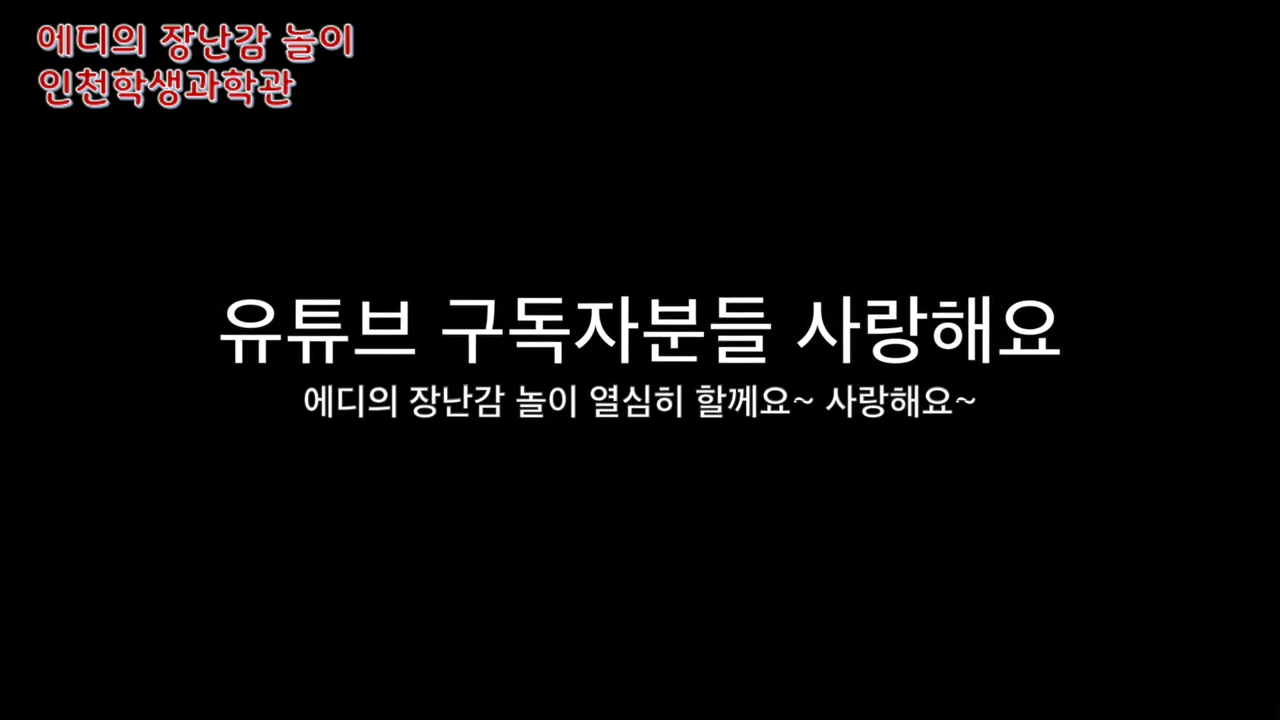 에디의 장난감 놀이
인천학생과학관
유튜브 구독자분들 사랑해요
에디의 장난감 놀이 열심히 할께요~ 사랑해요~